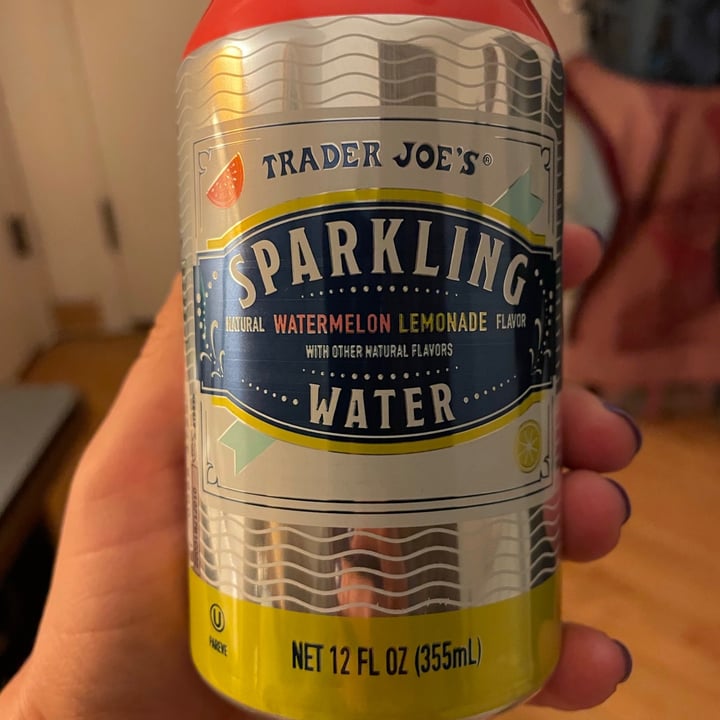 TRADER JOE'S®
SPARKLING
NATURAL WATERMELON LEMONADE FLAVOR
WITH OTHER NATURAL FLAVORS
WATER
U
PAREVE
NET 12 FL OZ (355mL)